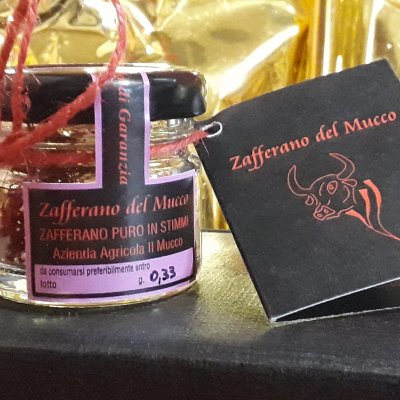 di Garanzia
Zafferano del Mucco
ZAFFERANO PURO IN STIMMI
Azienda Agricola Il Mucco
da consumarsi preferibilmente entro
lotto
g. 0,33
Zafferano del Mucco